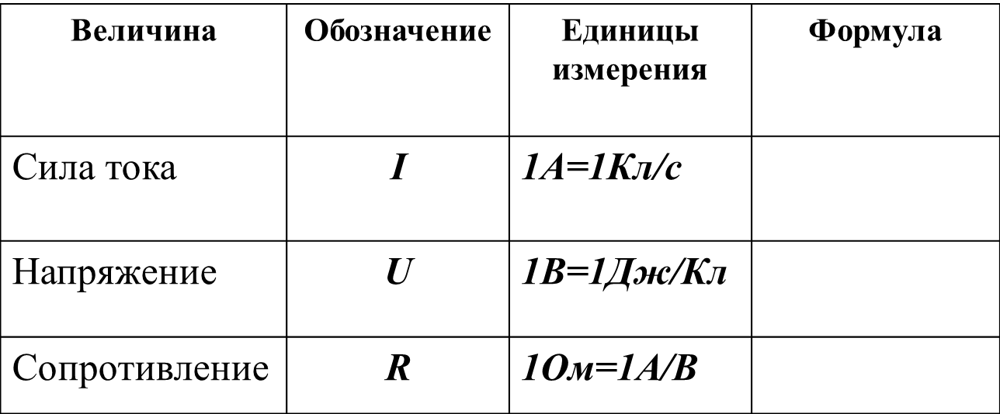 Величина
Обозначение
Единицы
измерения
Формула
Сила тока
I
1А=1Кл/с
Напряжение
U
1В=1Дж/Кл
Сопротивление
R
1Ом=1А/В